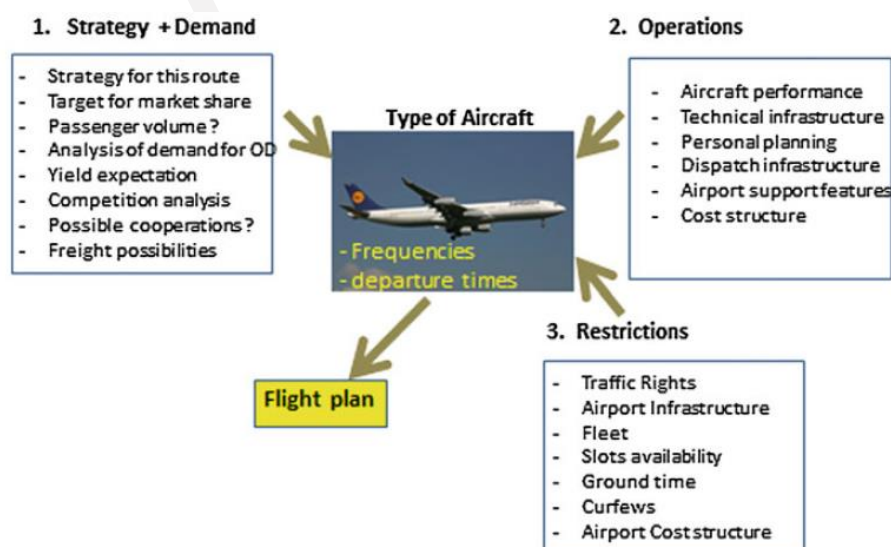 1. Strategy + Demand
- Strategy for this route
- Target for market share
- Passenger volume?
- Analysis of demand for OD
- Yield expectation
- Competition analysis
- Possible cooperations?
- Freight possibilities
Type of Aircraft
- Frequencies
- departure times
2. Operations
- Aircraft performance
- Technical infrastructure
- Personal planning
- Dispatch infrastructure
- Airport support features
- Cost structure
3. Restrictions
- Traffic Rights
- Airport Infrastructure
- Fleet
- Slots availability
- Ground time
- Curfews
- Airport Cost structure
Flight plan